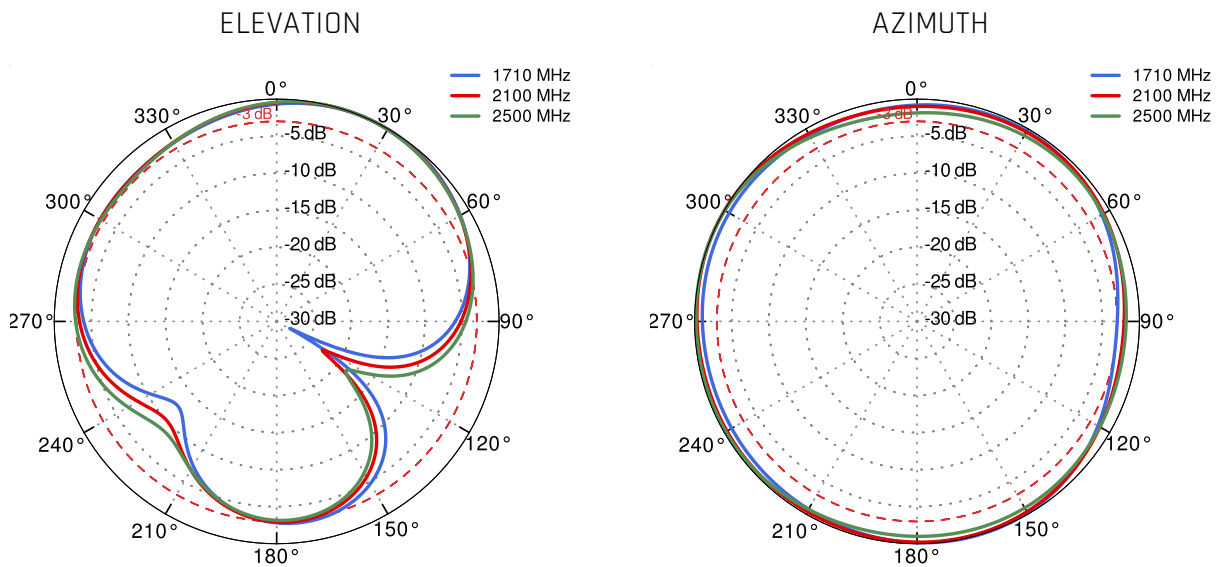 ELEVATION
1710 MHz
2100 MHz
2500 MHz
0°
30°
60°
90°
120°
150°
180°
210°
240°
270°
300°
330°
-3 dB
-5 dB
-10 dB
-15 dB
-20 dB
-25 dB
-30 dB
AZIMUTH
1710 MHz
2100 MHz
2500 MHz
0°
30°
60°
90°
120°
150°
180°
210°
240°
270°
300°
330°
-3 dB
-5 dB
-10 dB
-15 dB
-20 dB
-25 dB
-30 dB